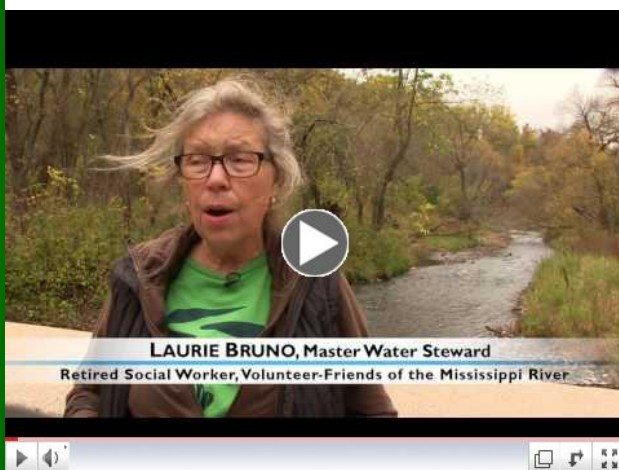 LAURIE BRUNO, Master Water Steward
Retired Social Worker, Volunteer-Friends of the Mississippi River